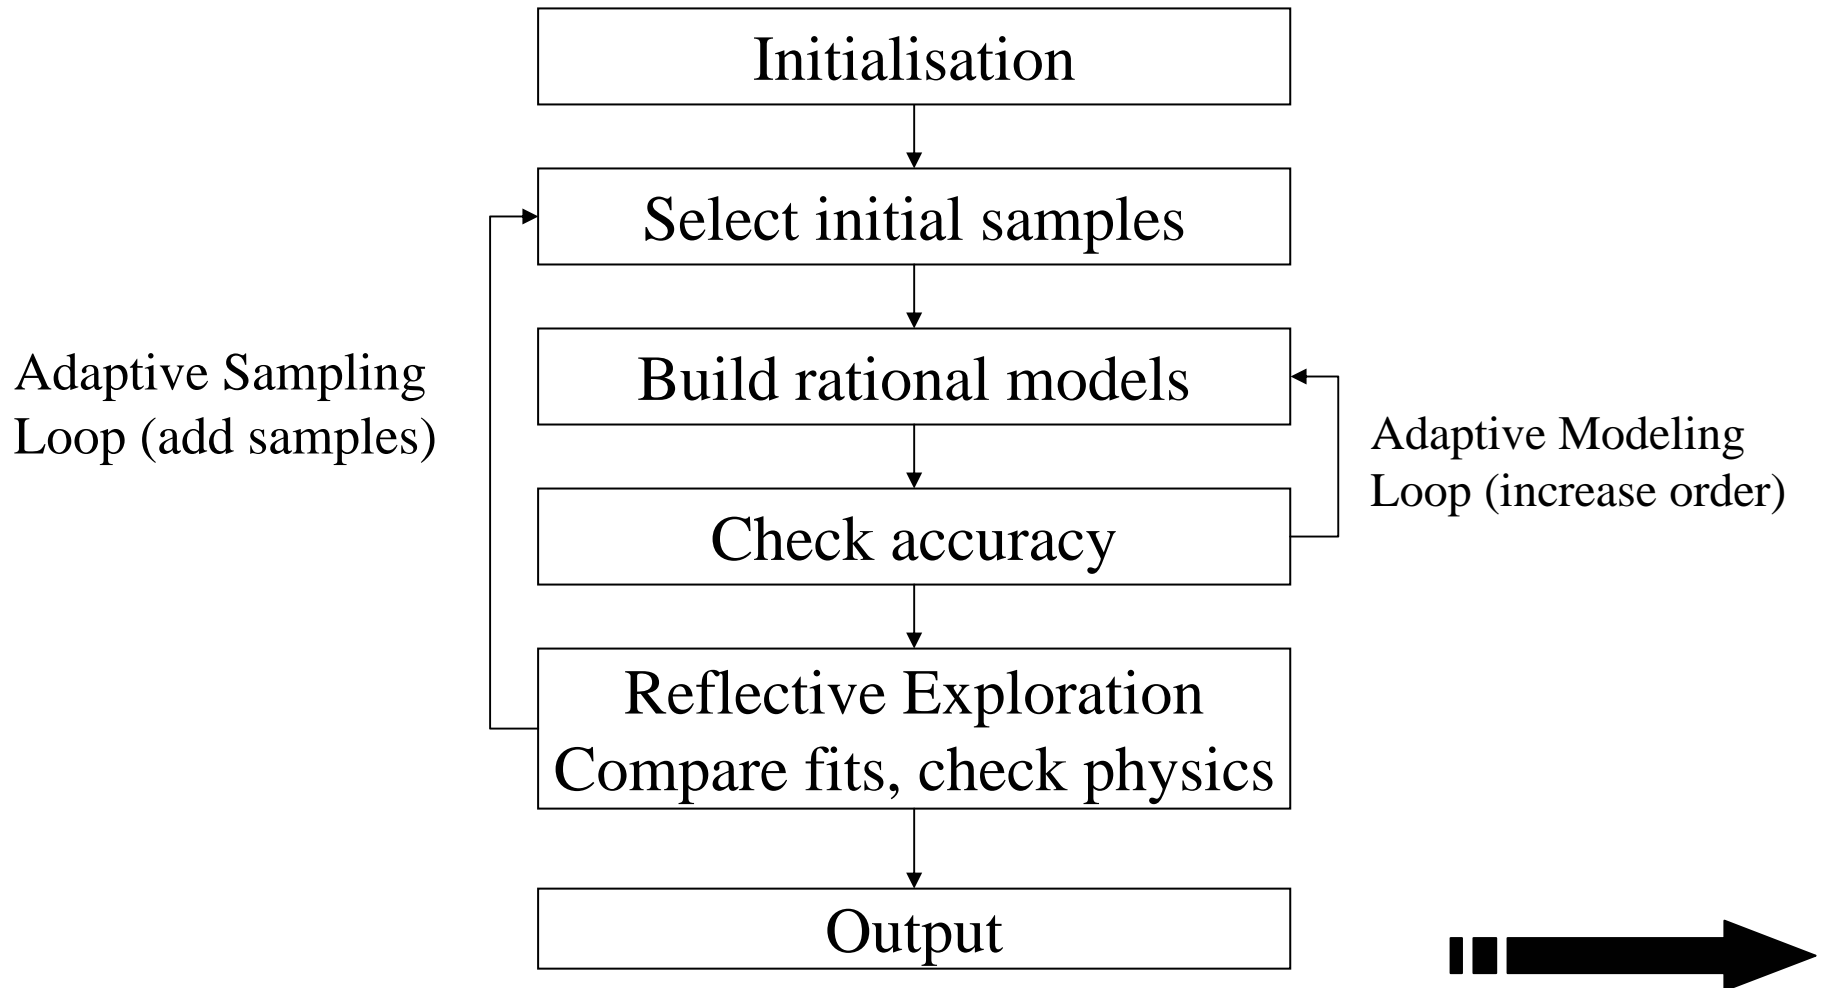 Initialisation
Select initial samples
Build rational models
Adaptive Sampling
Loop (add samples)
Adaptive Modeling
Loop (increase order)
Check accuracy
Reflective Exploration
Compare fits, check physics
Output